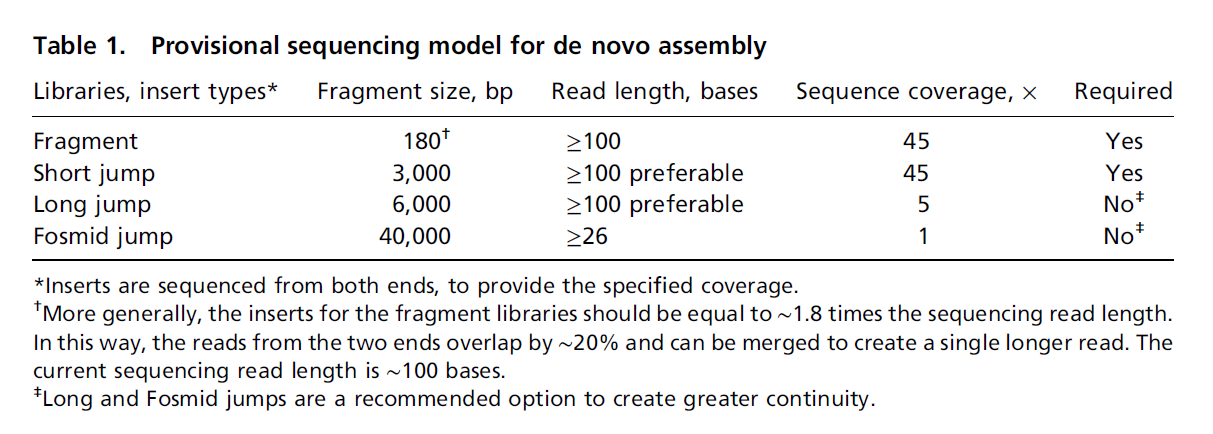 Table 1. Provisional sequencing model for de novo assembly
Libraries, insert types* Fragment size, bp Read length, bases Sequence coverage, × Required
Fragment 180† ≥100 45 Yes
Short jump 3,000 ≥100 preferable 45 Yes
Long jump 6,000 ≥100 preferable 5 No‡
Fosmid jump 40,000 ≥26 1 No‡
*Inserts are sequenced from both ends, to provide the specified coverage.
†More generally, the inserts for the fragment libraries should be equal to ~1.8 times the sequencing read length.
In this way, the reads from the two ends overlap by ~20% and can be merged to create a single longer read. The
current sequencing read length is ~100 bases.
‡Long and Fosmid jumps are a recommended option to create greater continuity.